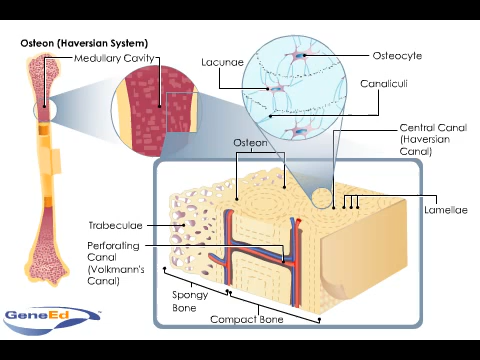 Osteon (Haversian System)
Medullary Cavity
Lacunae
Osteocyte
Canaliculi
Central Canal
(Haversian
Canal)
Osteon
Lamellae
Trabeculae
Perforating
Canal
(Volkmann's
Canal)
Spongy
Bone
Compact Bone
GeneEd